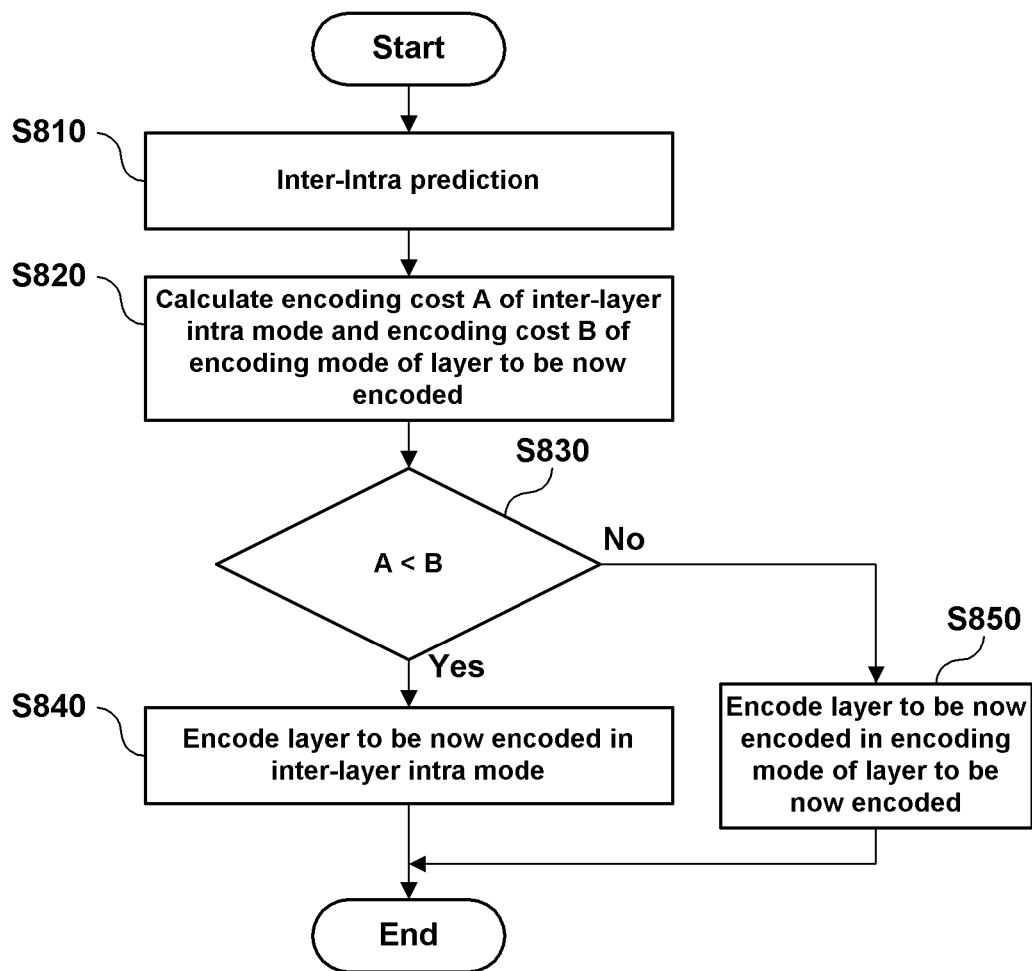 Start
S810
Inter-Intra prediction
S820
Calculate encoding cost A of inter-layer
intra mode and encoding cost B of
encoding mode of layer to be now
encoded
S830
A < B
No
Yes
S840
Encode layer to be now encoded in
inter-layer intra mode
S850
Encode layer to be now
encoded in encoding
mode of layer to be
now encoded
End